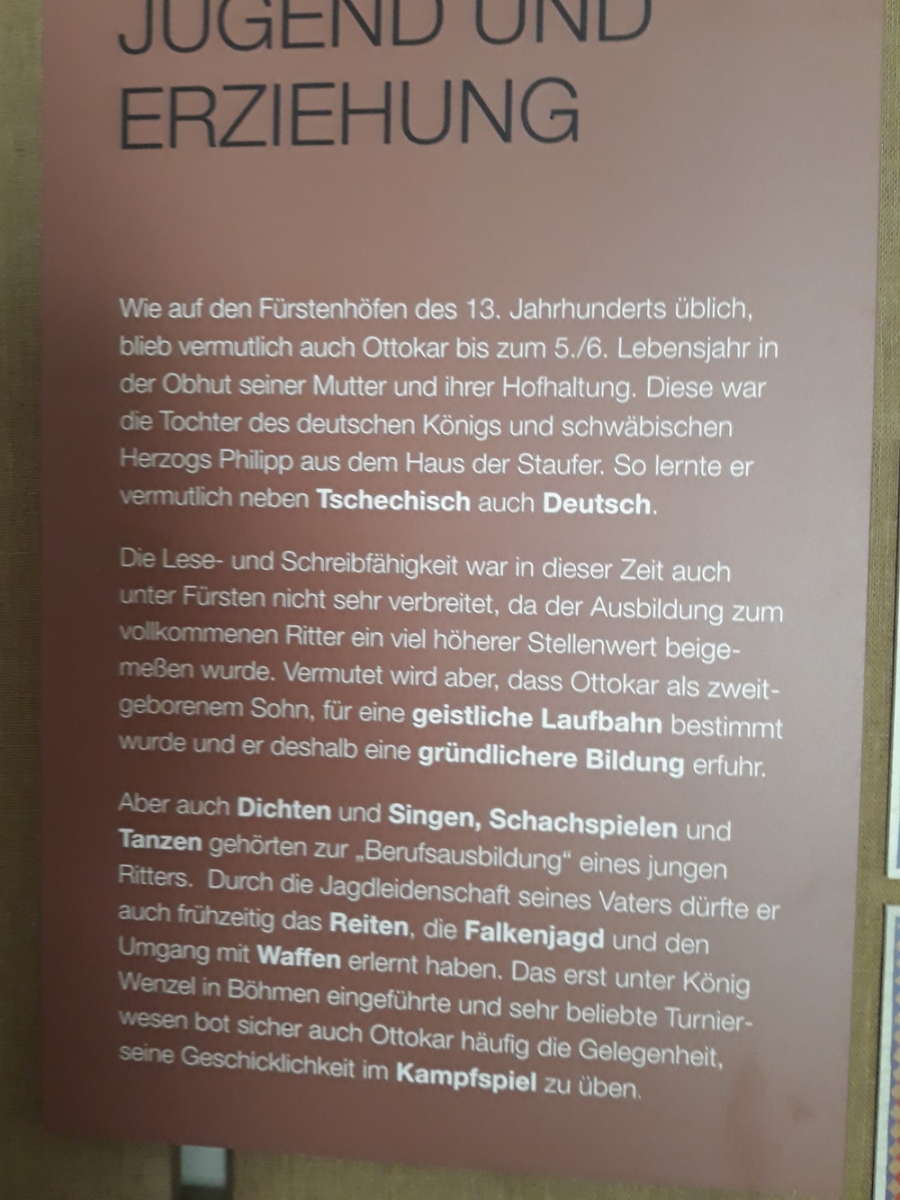 JUGEND UND
ERZIEHUNG
Wie auf den Fürstenhöfen des 13. Jahrhunderts üblich,
blieb vermutlich auch Ottokar bis zum 5./6. Lebensjahr in
der Obhut seiner Mutter und ihrer Hofhaltung. Diese war
die Tochter des deutschen Königs und schwäbischen
Herzogs Philipp aus dem Haus der Staufer. So lernte er
vermutlich neben Tschechisch auch Deutsch.
Die Lese- und Schreibfähigkeit war in dieser Zeit auch
unter Fürsten nicht sehr verbreitet, da der Ausbildung zum
vollkommenen Ritter ein viel höherer Stellenwert beige-
meßen wurde. Vermutet wird aber, dass Ottokar als zweit-
geborenem Sohn, für eine geistliche Laufbahn bestimmt
wurde und er deshalb eine gründlichere Bildung erfuhr.
Aber auch Dichten und Singen, Schachspielen und
Tanzen gehörten zur „Berufsausbildung“ eines jungen
Ritters. Durch die Jagdleidenschaft seines Vaters dürfte er
auch frühzeitig das Reiten, die Falkenjagd und den
Umgang mit Waffen erlernt haben. Das erst unter König
Wenzel in Böhmen eingeführte und sehr beliebte Turnier-
wesen bot sicher auch Ottokar häufig die Gelegenheit,
seine Geschicklichkeit im Kampfspiel zu üben.